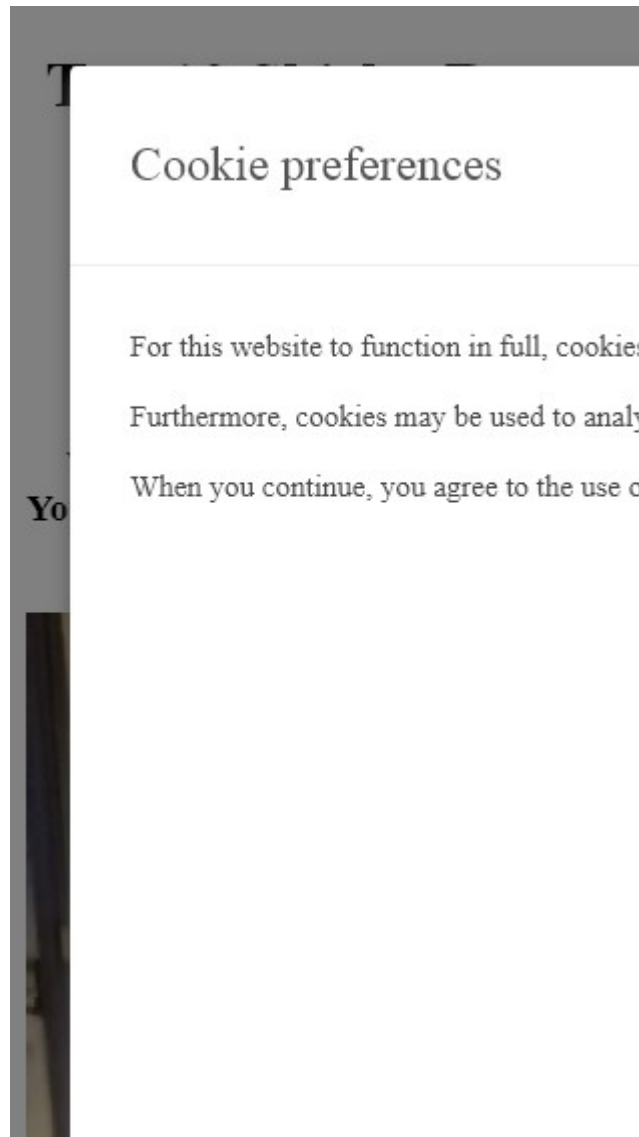 Cookie preferences
For this website to function in full, cookies
Furthermore, cookies may be used to analy
When you continue, you agree to the use o
Yo